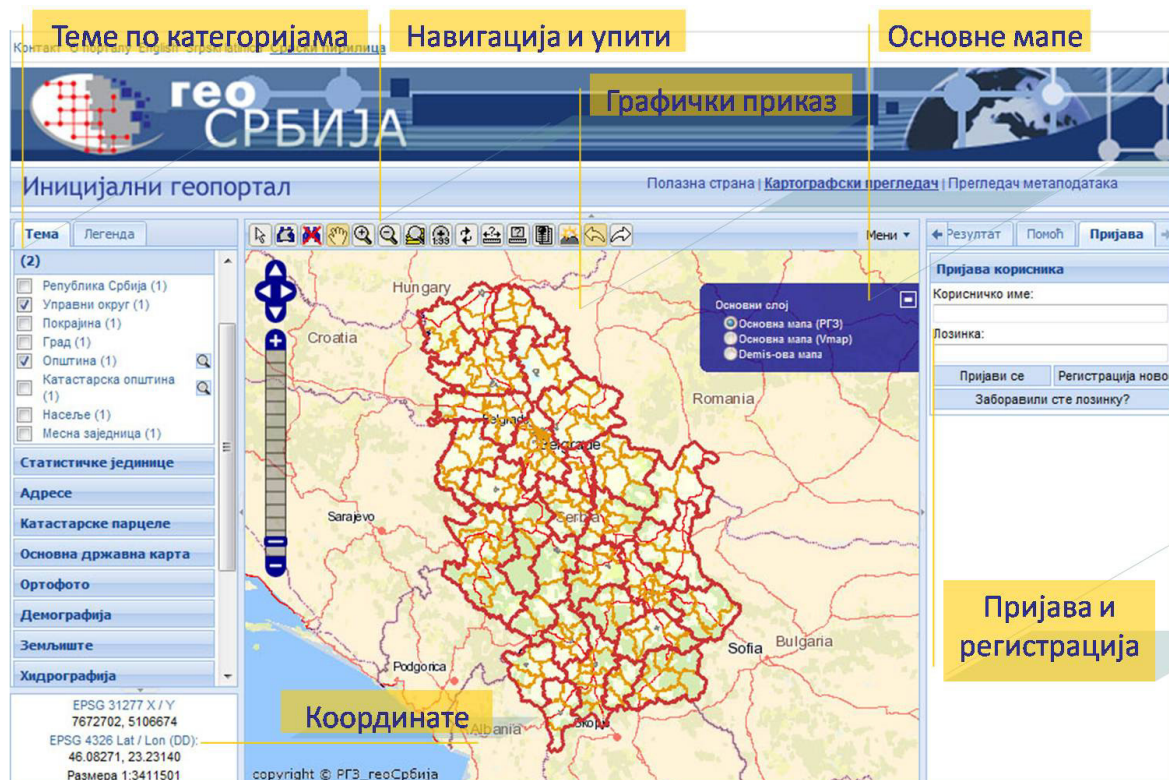 Теме по категоријама
Навигација и упити
Основне мапе
Контакт О порталу English Srpski latinica Српски ћирилица
Графички приказ
гео
СРБИЈА
Иницијални геопортал
Полазна страна | Картографски прегледач | Прегледач метаподатака
Тема
Легенда
Мени
Резултат
Помоћ
Пријава
(2)
Република Србија (1)
Управни округ (1)
Покрајина (1)
Град (1)
Општина (1)
Катастарска општина
(1)
Насеље (1)
Месна заједница (1)
Статистичке јединице
Адресе
Катастарске парцеле
Основна државна карта
Ортофото
Демографија
Земљиште
Хидрографија
EPSG 31277 X / Y
7672702, 5106674
EPSG 4326 Lat / Lon (DD):
46.08271, 23.23140
Размера 1:3411501
Hungary
Croatia
Romania
Belgrade
Belgrade
Sarajevo
Serbia
Sofia
Bulgaria
Podgorica
Albania
Skopje
Основни слој
Основна мапа (РГЗ)
Основна мапа (Vmap)
Demis-ова мапа
Координате
copyright © РГЗ_геоСрбија
Пријава корисника
Корисничко име:
Лозинка:
Пријави се
Регистрација ново
Заборавили сте лозинку?
Пријава и
регистрација